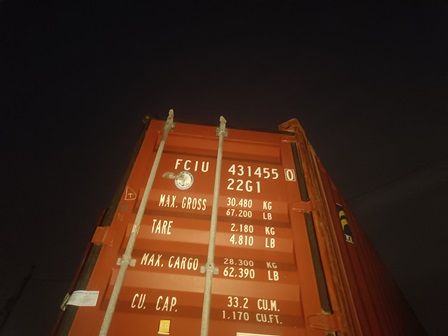 FCIU 431455 0
22G1
MAX. GROSS 30.480 KG
67.200 LB
TARE 2.180 KG
4.810 LB
MAX. CARGO 28.300 KG
62.390 LB
CU. CAP. 33.2 CU.M.
1.170 CU.FT.